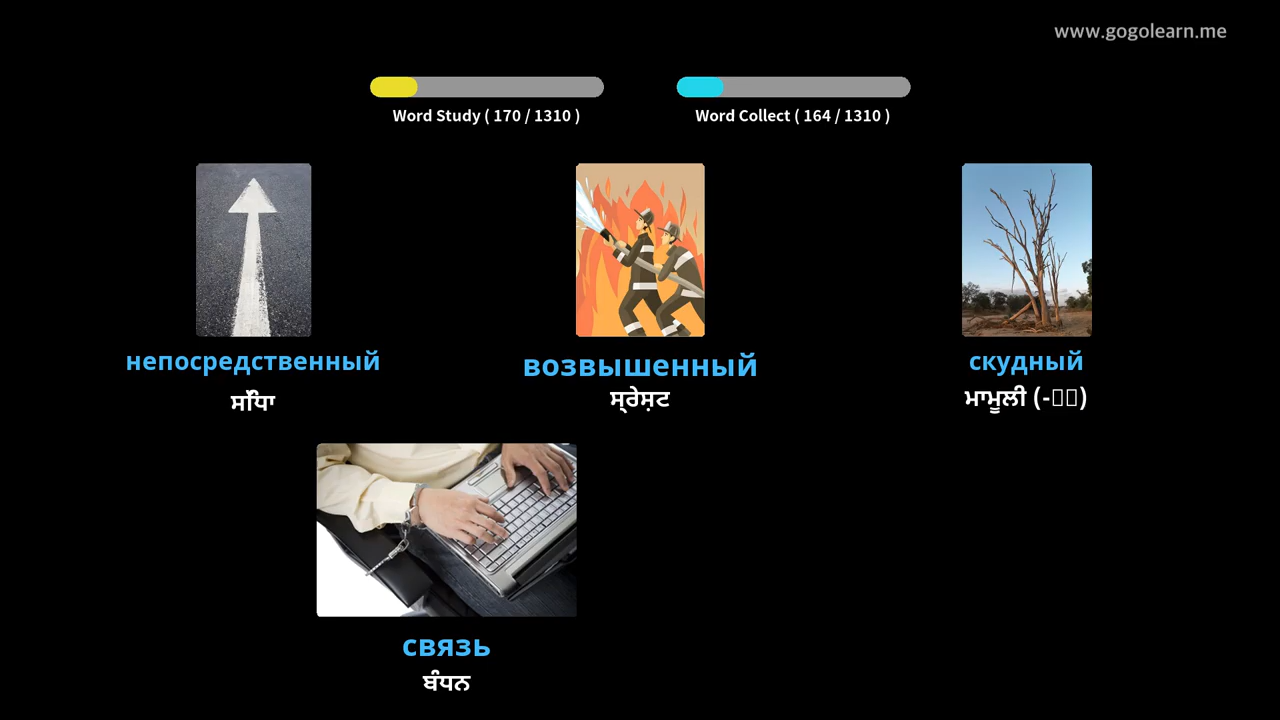 www.gogolearn.me
Word Study ( 170 / 1310 )
Word Collect ( 164 / 1310 )
непосредственный
возвышенный
скудный
ਸਿੱਧਾ
ਸ੍ਰੇਸ਼ਟ
ਮਾਮੂਲੀ (-▯▯)
связь
ਬੰਧਨ